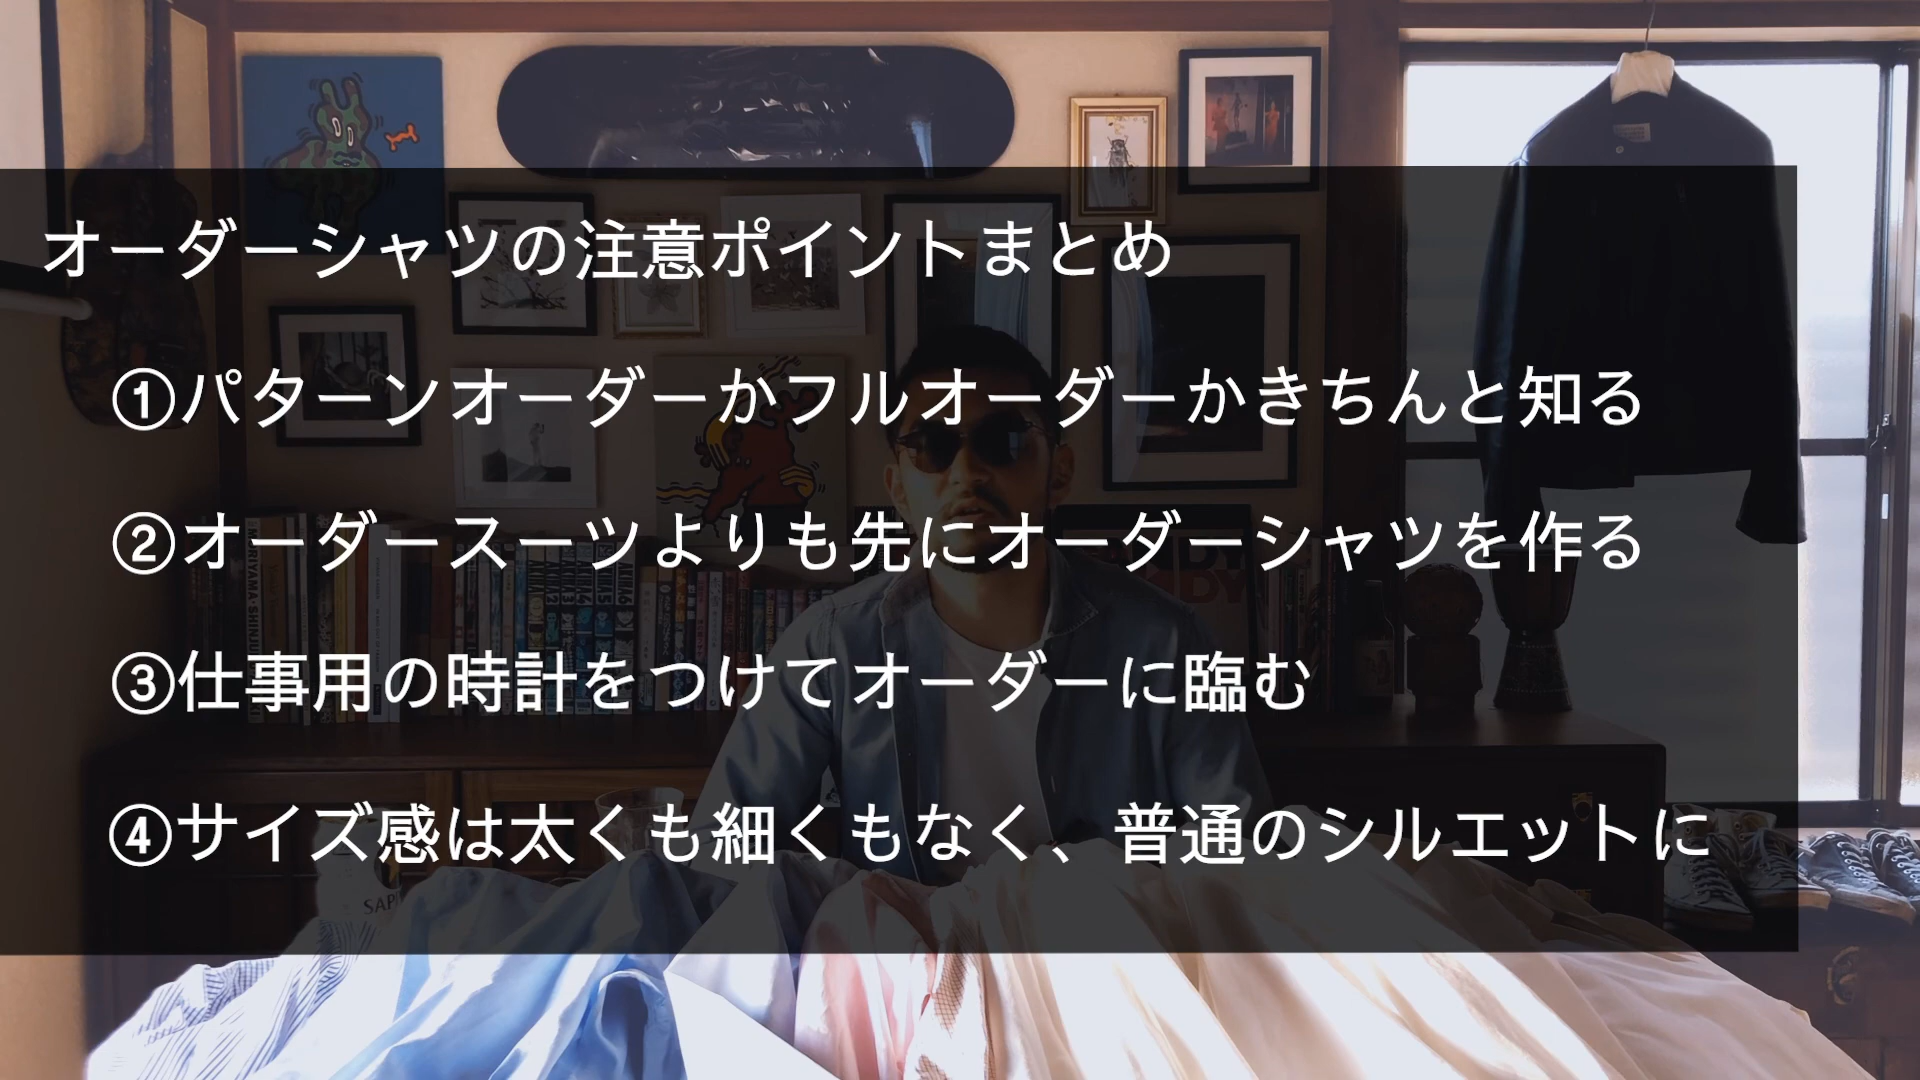 オーダーシャツの注意ポイントまとめ
①パターンオーダーかフルオーダーかきちんと知る
②オーダースーツよりも先にオーダーシャツを作る
③仕事用の時計をつけてオーダーに臨む
④サイズ感は太くも細くもなく、普通のシルエットに
SAP